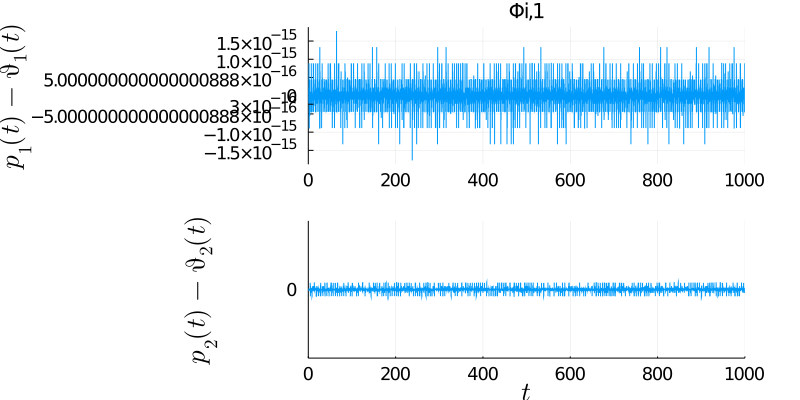 Φi,1
p₁(t) − ϑ₁(t)
1.5×10⁻¹⁵
1.0×10⁻¹⁵
5.000000000000000888×10⁻¹⁶
0
−5.000000000000000888×10⁻¹⁶
−1.0×10⁻¹⁵
−1.5×10⁻¹⁵
0 200 400 600 800 1000
p₂(t) − ϑ₂(t)
0
0 200 400 600 800 1000
t